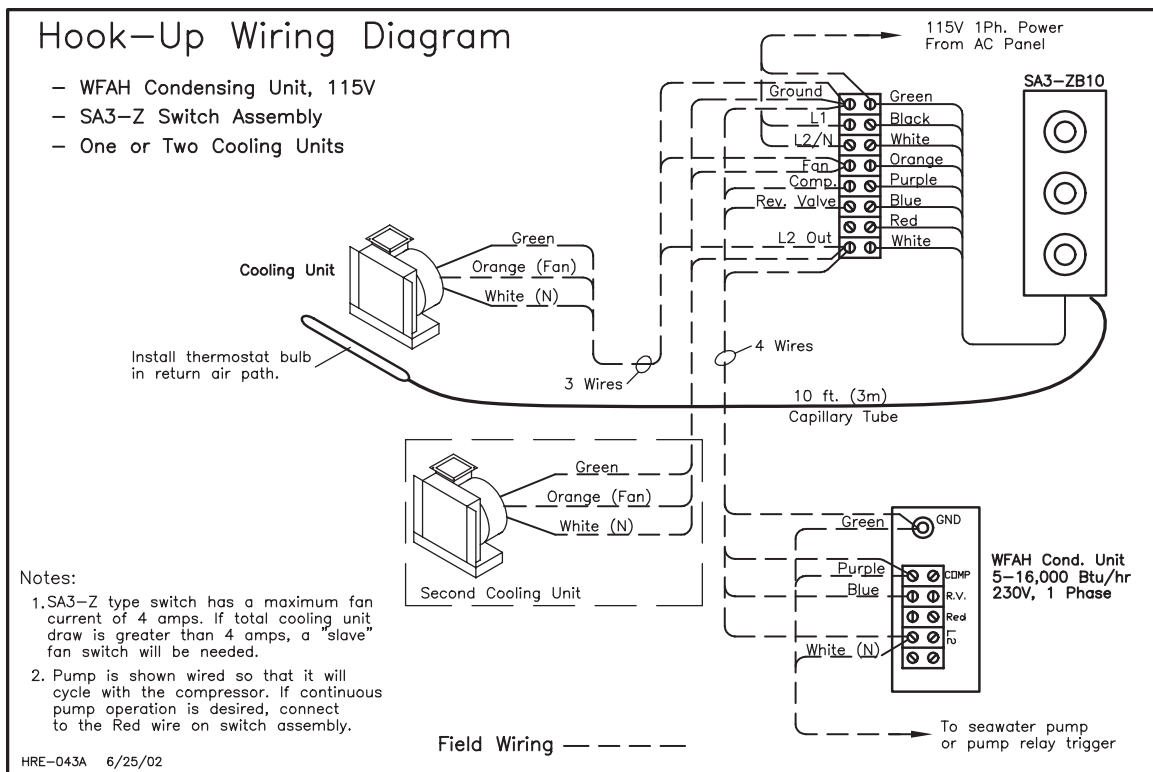 Hook-Up Wiring Diagram
- WFAH Condensing Unit, 115V
- SA3-Z Switch Assembly
- One or Two Cooling Units
115V 1Ph. Power
From AC Panel
SA3-ZB10
Ground
Green
L1
Black
L2/N
White
Fan
Orange
Comp.
Purple
Rev. Valve
Blue
Red
L2 Out
White
Cooling Unit
Green
Orange (Fan)
White (N)
Install thermostat bulb
in return air path.
3 Wires
4 Wires
10 ft. (3m)
Capillary Tube
Green
Orange (Fan)
White (N)
Second Cooling Unit
Green
GND
Purple
COMP
Blue
R.V.
Red
L2
White (N)
WFAH Cond. Unit
5-16,000 Btu/hr
230V, 1 Phase
Notes:
1. SA3-Z type switch has a maximum fan
current of 4 amps. If total cooling unit
draw is greater than 4 amps, a "slave"
fan switch will be needed.
2. Pump is shown wired so that it will
cycle with the compressor. If continuous
pump operation is desired, connect
to the Red wire on switch assembly.
To seawater pump
or pump relay trigger
Field Wiring
HRE-043A 6/25/02